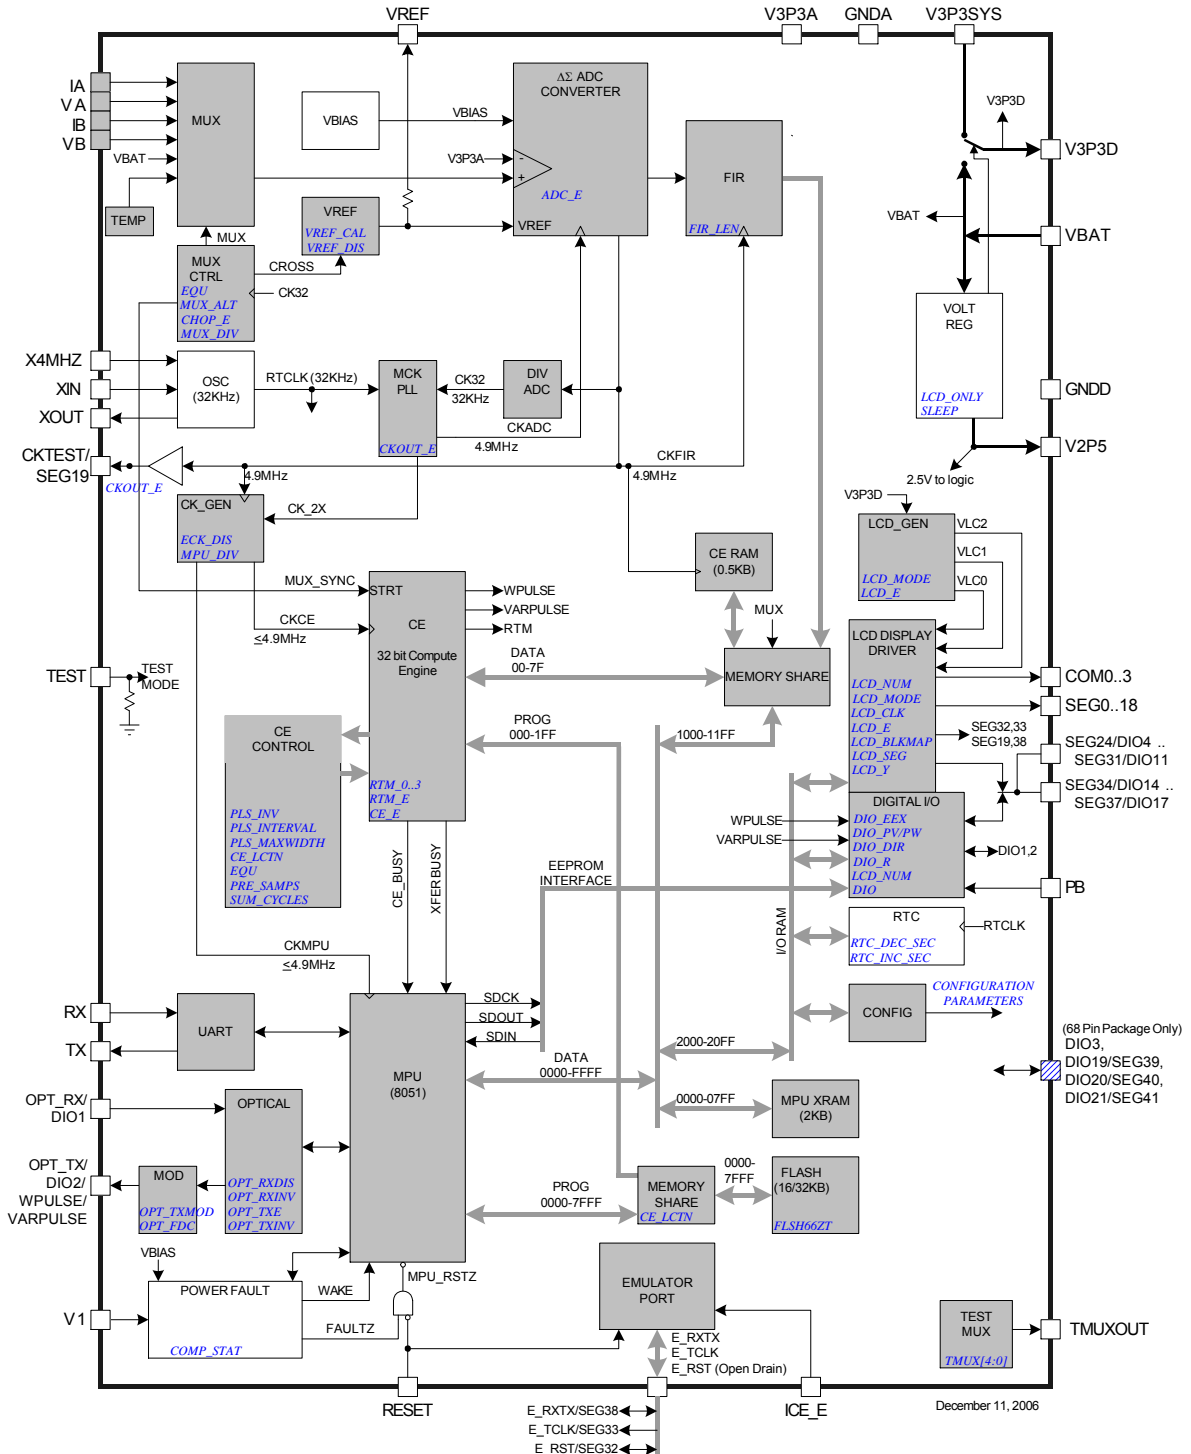 VREF
V3P3A
GNDA
V3P3SYS
IA
VA
IB
VB
VBAT
TEMP
MUX
MUX
VBIAS
VBIAS
ΔΣ ADC
CONVERTER
V3P3A
-
+
ADC_E
VREF
VREF
VREF_CAL
VREF_DIS
FIR
FIR_LEN
V3P3D
V3P3D
VBAT
VBAT
MUX
CTRL
EQU
MUX_ALT
CHOP_E
MUX_DIV
CROSS
CK32
VOLT
REG
LCD_ONLY
SLEEP
GNDD
V2P5
2.5V to logic
X4MHZ
XIN
XOUT
OSC
(32KHz)
RTCLK (32KHz)
MCK
PLL
CKOUT_E
CK32
32KHz
DIV
ADC
CKADC
4.9MHz
CKFIR
4.9MHz
CKTEST/
SEG19
CKOUT_E
4.9MHz
CK_GEN
ECK_DIS
MPU_DIV
CK_2X
V3P3D
LCD_GEN
LCD_MODE
LCD_E
VLC2
VLC1
VLC0
CE RAM
(0.5KB)
MUX_SYNC
CKCE
≤4.9MHz
STRT
CE
32 bit Compute
Engine
RTM_0..3
RTM_E
CE_E
WPULSE
VARPULSE
RTM
DATA
00-7F
MUX
MEMORY SHARE
LCD DISPLAY
DRIVER
LCD_NUM
LCD_MODE
LCD_CLK
LCD_E
LCD_BLKMAP
LCD_SEG
LCD_Y
COM0..3
SEG0..18
SEG32,33
SEG19,38
SEG24/DIO4 ..
SEG31/DIO11
SEG34/DIO14 ..
SEG37/DIO17
TEST
TEST
MODE
CE
CONTROL
PLS_INV
PLS_INTERVAL
PLS_MAXWIDTH
CE_LCTN
EQU
PRE_SAMPS
SUM_CYCLES
PROG
000-1FF
1000-11FF
DIGITAL I/O
DIO_EEX
DIO_PV/PW
DIO_DIR
DIO_R
LCD_NUM
DIO
WPULSE
VARPULSE
DIO1,2
PB
CE_BUSY
XFER BUSY
EEPROM
INTERFACE
I/O RAM
RTC
RTC_DEC_SEC
RTC_INC_SEC
RTCLK
CKMPU
≤4.9MHz
CONFIG
CONFIGURATION
PARAMETERS
RX
TX
UART
MPU
(8051)
SDCK
SDOUT
SDIN
DATA
0000-FFFF
2000-20FF
0000-07FF
MPU XRAM
(2KB)
(68 Pin Package Only)
DIO3,
DIO19/SEG39,
DIO20/SEG40,
DIO21/SEG41
OPT_RX/
DIO1
OPTICAL
OPT_RXDIS
OPT_RXINV
OPT_TXE
OPT_TXINV
OPT_TX/
DIO2/
WPULSE/
VARPULSE
MOD
OPT_TXMOD
OPT_FDC
PROG
0000-7FFF
MEMORY
SHARE
CE_LCTN
0000-
7FFF
FLASH
(16/32KB)
FLSH66ZT
VBIAS
V1
POWER FAULT
COMP_STAT
WAKE
FAULTZ
MPU_RSTZ
EMULATOR
PORT
E_RXTX
E_TCLK
E_RST (Open Drain)
TEST
MUX
TMUX[4:0]
TMUXOUT
RESET
ICE_E
December 11, 2006
E_RXTX/SEG38
E_TCLK/SEG33
E_RST/SEG32